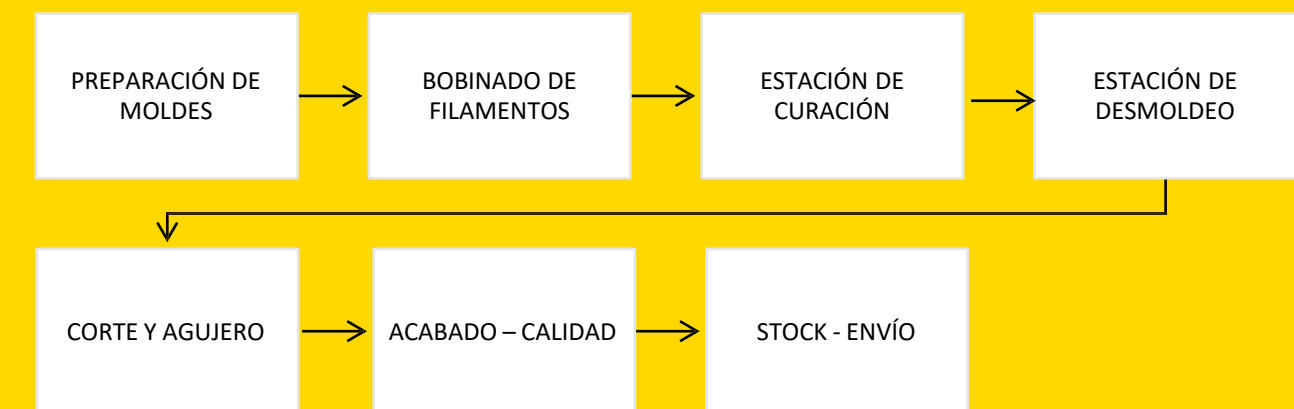 PREPARACIÓN DE
MOLDES
BOBINADO DE
FILAMENTOS
ESTACIÓN DE
CURACIÓN
ESTACIÓN DE
DESMOLDEO
CORTE Y AGUJERO
ACABADO – CALIDAD
STOCK - ENVÍO